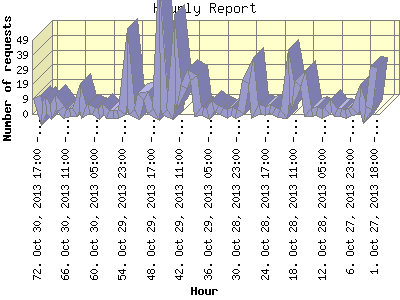 Hourly Report
Number of requests
49
39
29
19
9
0
72. Oct 30, 2013 17:00 -...
66. Oct 30, 2013 11:00 -...
60. Oct 30, 2013 05:00 -...
54. Oct 29, 2013 23:00 -...
48. Oct 29, 2013 17:00 -...
42. Oct 29, 2013 11:00 -...
36. Oct 29, 2013 05:00 -...
30. Oct 28, 2013 23:00 -...
24. Oct 28, 2013 17:00 -...
18. Oct 28, 2013 11:00 -...
12. Oct 28, 2013 05:00 -...
6. Oct 27, 2013 23:00 -...
1. Oct 27, 2013 18:00 -...
Hour